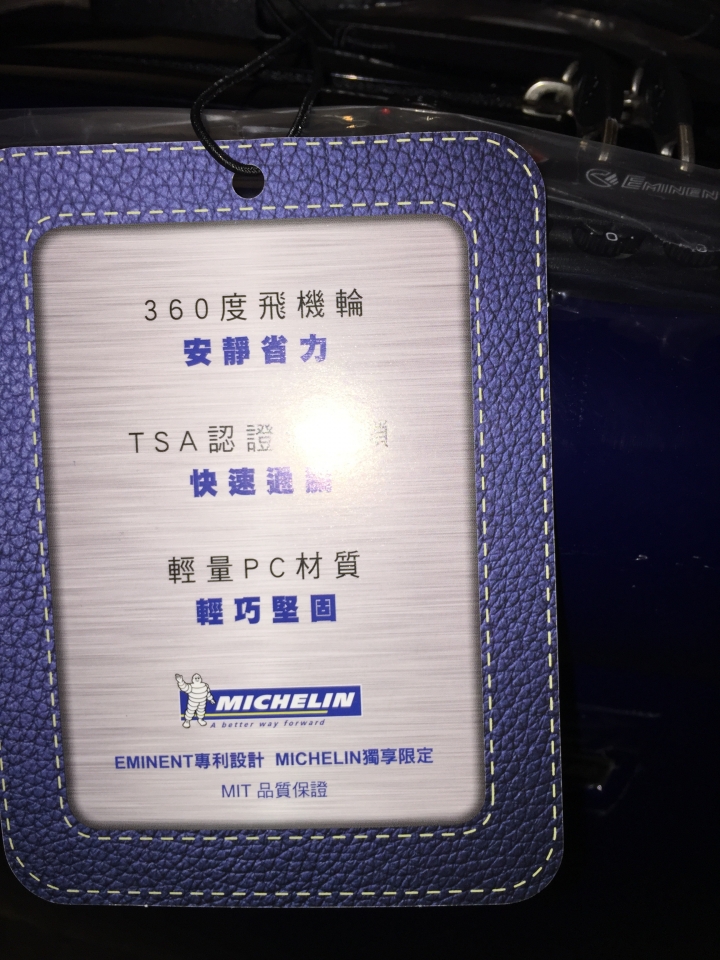 EMINEN
0
360度飛機輪
安靜省力
TSA認證
快速通
輕量PC材質
輕巧堅固
MICHELIN
A better way forward
EMINENT專利設計 MICHELIN獨享限定
MIT 品質保證